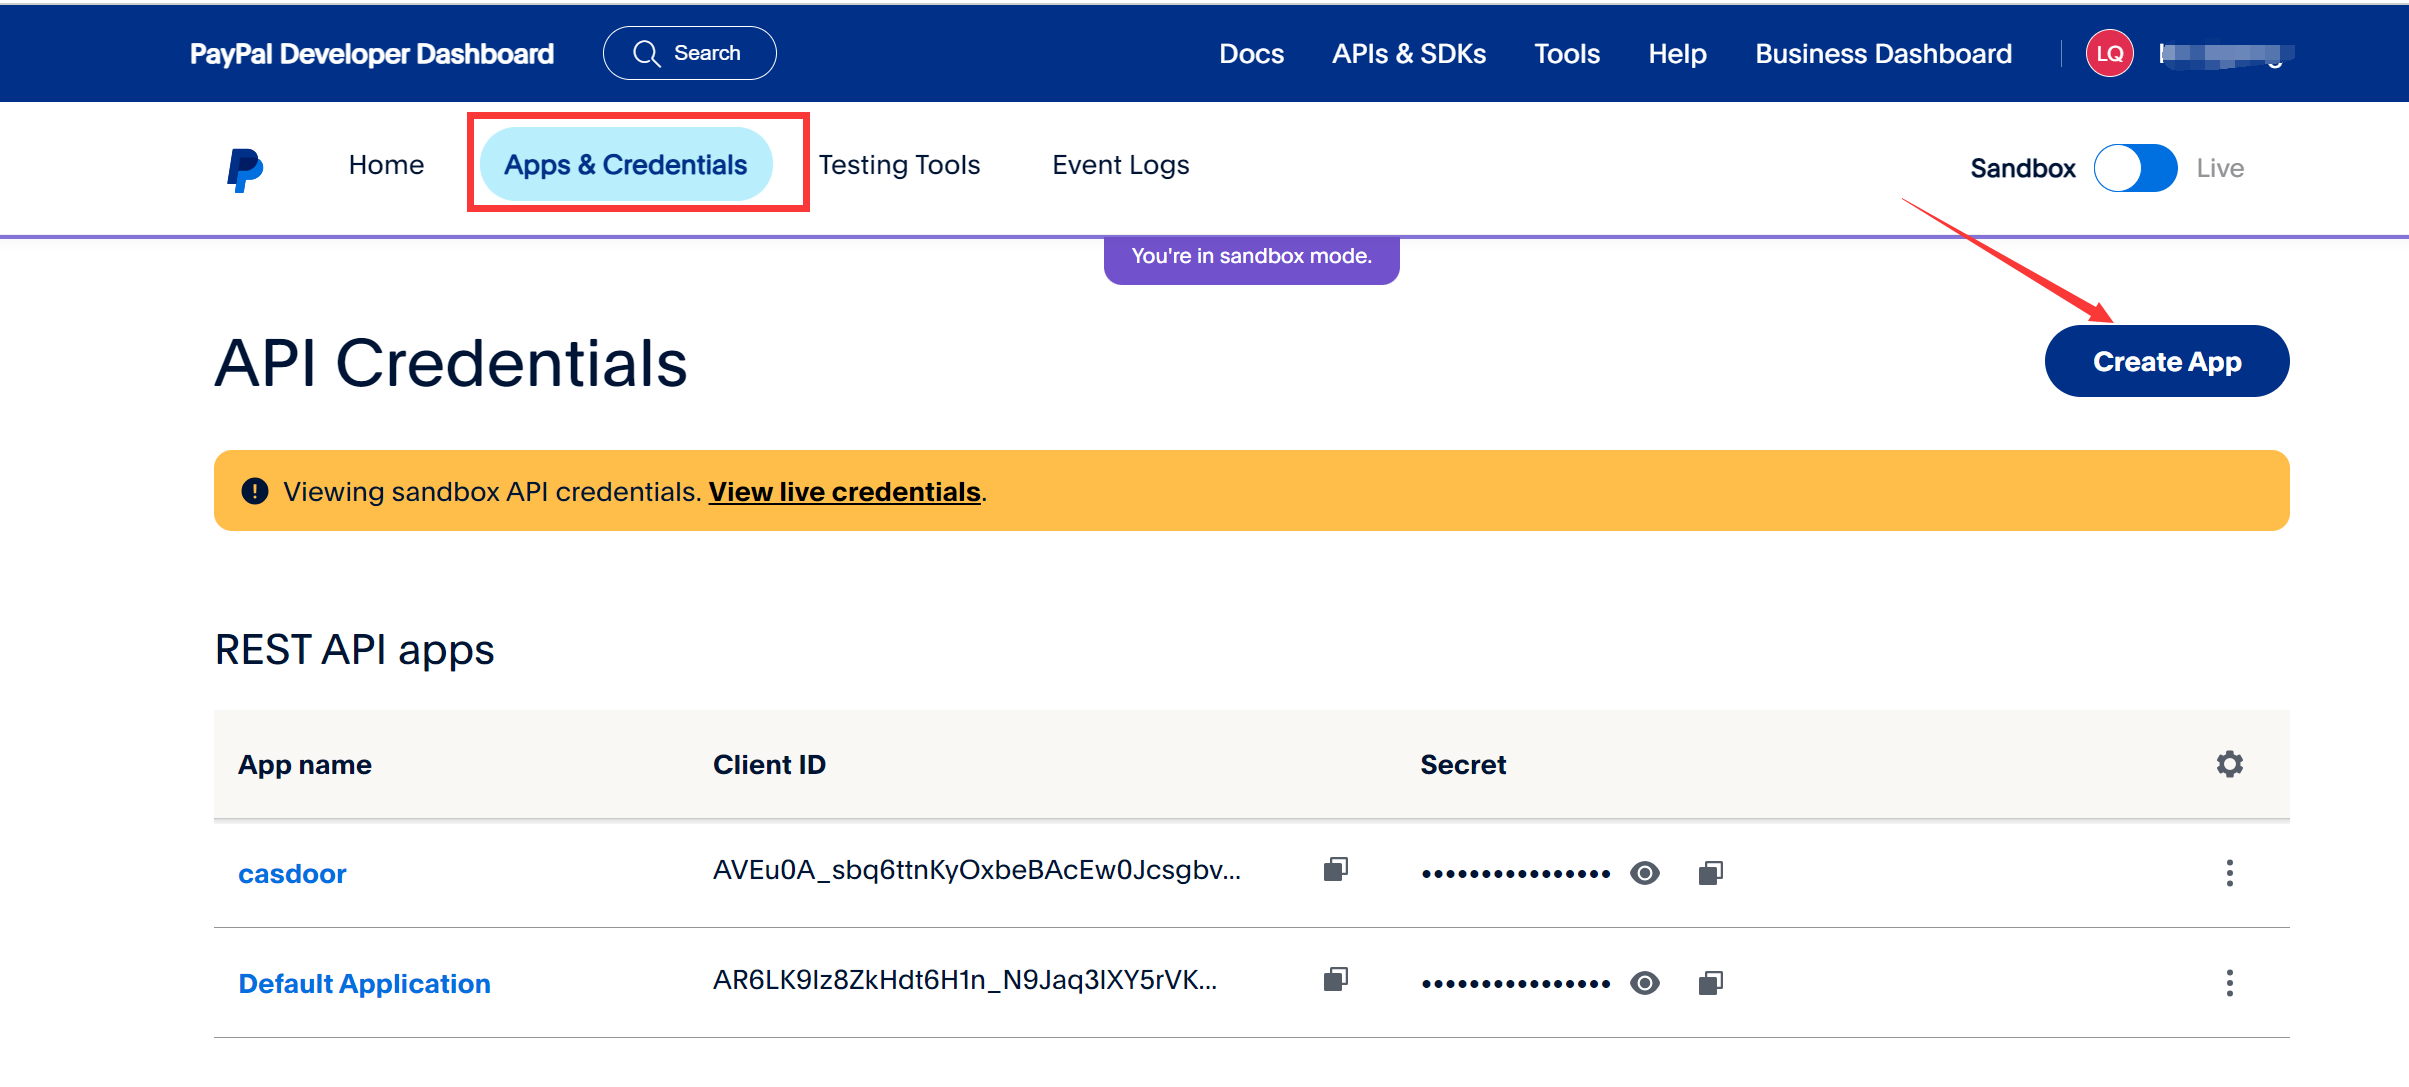 PayPal Developer Dashboard Search Docs APIs & SDKs Tools Help Business Dashboard LQ
Home Apps & Credentials Testing Tools Event Logs Sandbox Live
You're in sandbox mode.
API Credentials Create App
Viewing sandbox API credentials. View live credentials.
REST API apps
App name Client ID Secret
casdoor AVEu0A_sbq6ttnKyOxbeBAcEw0Jcsgbv... ••••••••••••••••
Default Application AR6LK9Iz8ZkHdt6H1n_N9Jaq3IXY5rVK... ••••••••••••••••